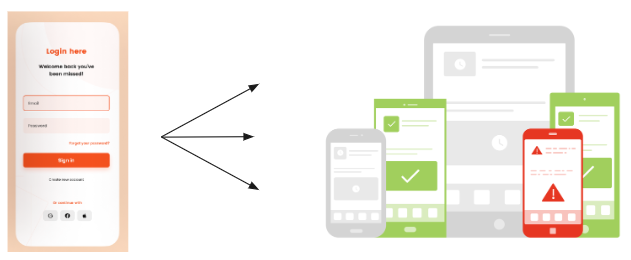 Login here
Welcome back you've
been missed!
Email
Password
Forgot your password?
Sign in
Create new account
Or continue with